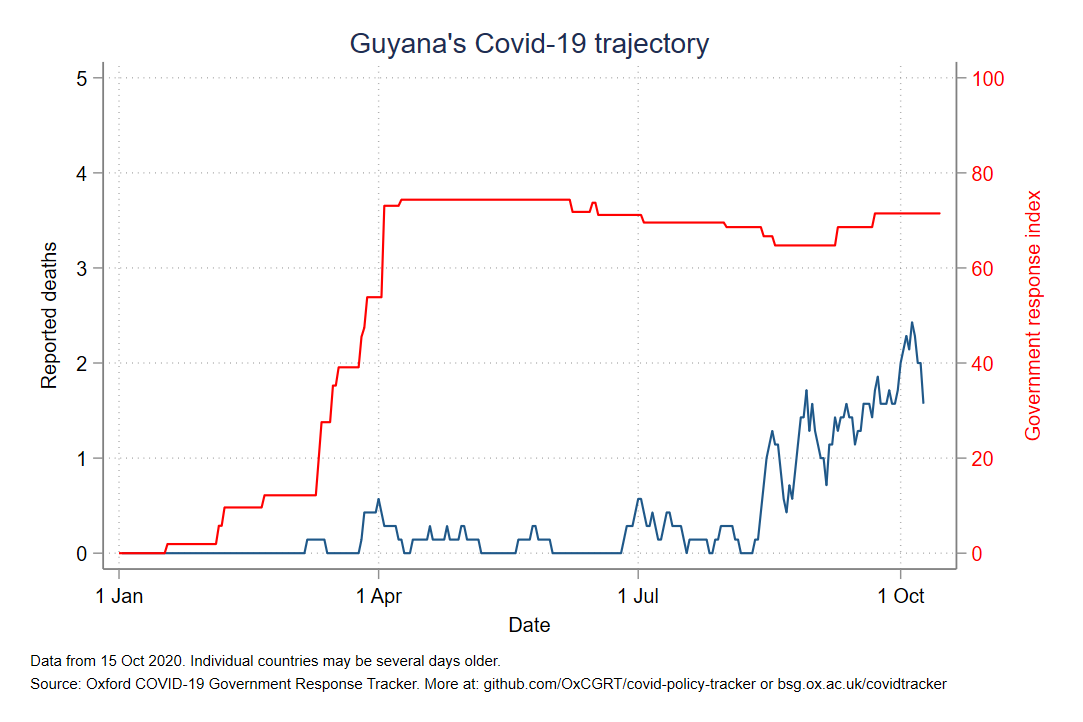 Guyana's Covid-19 trajectory
5
4
3
2
1
0
Reported deaths
100
80
60
40
20
0
Government response index
1 Jan
1 Apr
1 Jul
1 Oct
Date
Data from 15 Oct 2020. Individual countries may be several days older.
Source: Oxford COVID-19 Government Response Tracker. More at: github.com/OxCGRT/covid-policy-tracker or bsg.ox.ac.uk/covidtracker